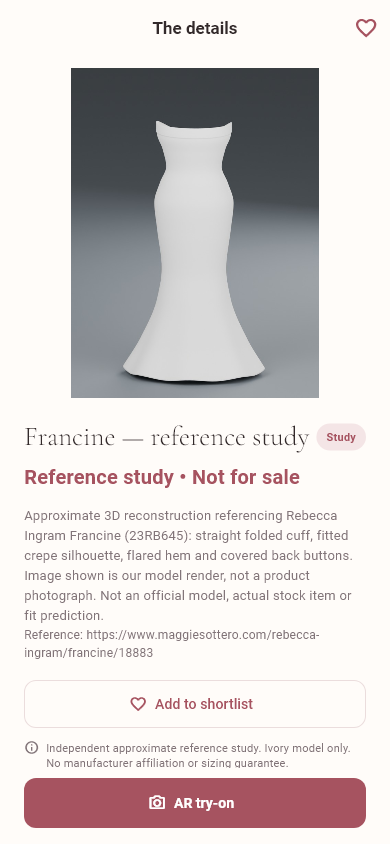 The details
Francine — reference study
Study
Reference study • Not for sale
Approximate 3D reconstruction referencing Rebecca
Ingram Francine (23RB645): straight folded cuff, fitted
crepe silhouette, flared hem and covered back buttons.
Image shown is our model render, not a product
photograph. Not an official model, actual stock item or
fit prediction.
Reference: https://www.maggiesottero.com/rebecca-
ingram/francine/18883
Add to shortlist
Independent approximate reference study. Ivory model only.
No manufacturer affiliation or sizing guarantee.
AR try-on